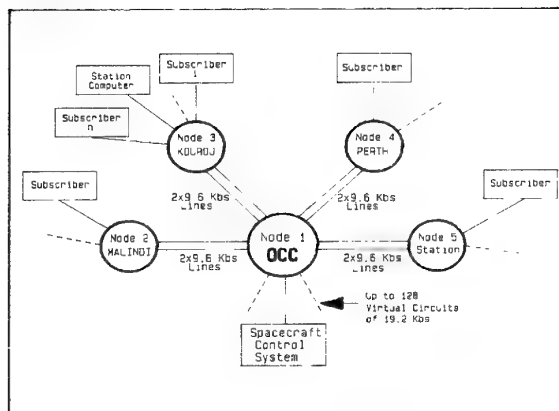 Subscriber
1
Station
Computer
Subscriber
n
Subscriber
Node 3
Node 4
PERTH
2x9.6 Kbs
Lines
2x9.6 Kbs
Lines
Subscriber
Subscriber
Node 2
MALINDI
2x9.6 Kbs
Lines
Node 1
OCC
2x9.6 Kbs
Lines
Node 5
Station
Up to 128
Virtual Circuits
of 19.2 Kbs
Spacecraft
Control
System